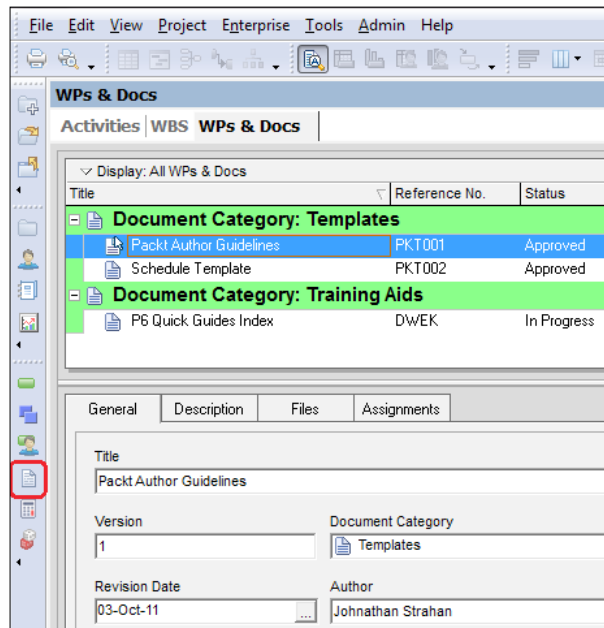 File Edit View Project Enterprise Tools Admin Help
WPs & Docs
Activities WBS WPs & Docs
Display: All WPs & Docs
Title Reference No. Status
Document Category: Templates
Packt Author Guidelines PKT001 Approved
Schedule Template PKT002 Approved
Document Category: Training Aids
P6 Quick Guides Index DWEK In Progress
General Description Files Assignments
Title
Packt Author Guidelines
Version Document Category
1 Templates
Revision Date Author
03-Oct-11 ... Johnathan Strahan